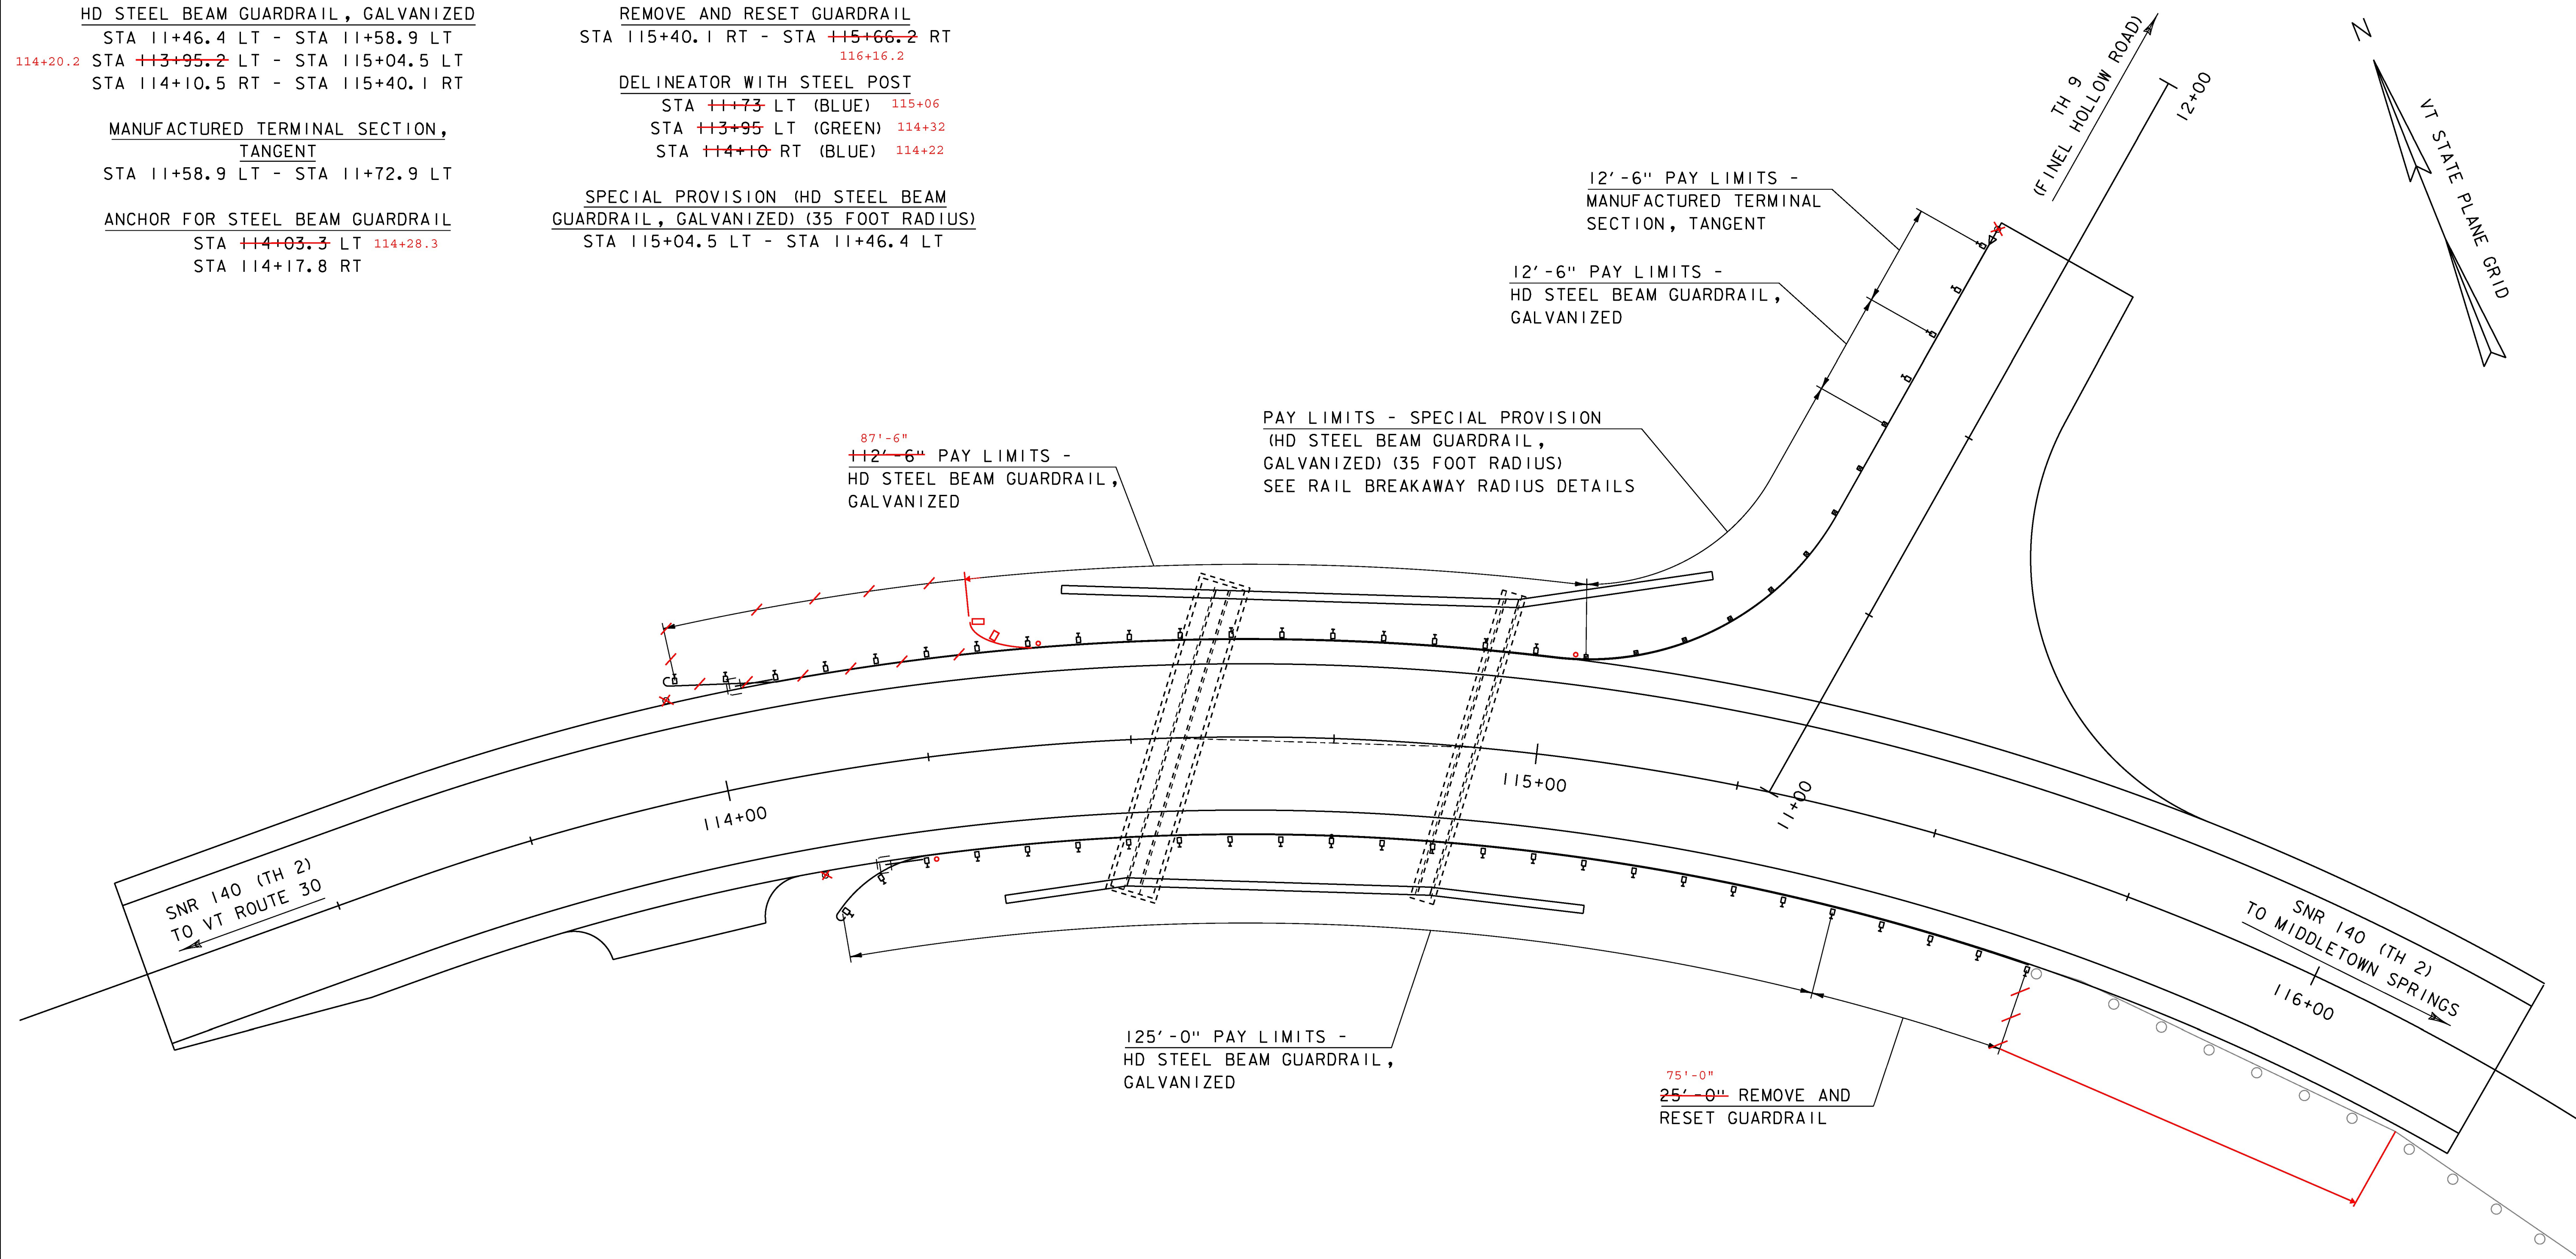 HD STEEL BEAM GUARDRAIL, GALVANIZED
STA 11+46.4 LT - STA 11+58.9 LT
114+20.2 STA 113+95.2 LT - STA 115+04.5 LT
STA 114+10.5 RT - STA 115+40.1 RT
MANUFACTURED TERMINAL SECTION,
TANGENT
STA 11+58.9 LT - STA 11+72.9 LT
ANCHOR FOR STEEL BEAM GUARDRAIL
STA 114+03.3 LT 114+28.3
STA 114+17.8 RT
REMOVE AND RESET GUARDRAIL
STA 115+40.1 RT - STA 115+66.2 RT
116+16.2
DELINEATOR WITH STEEL POST
STA 11+73 LT (BLUE) 115+06
STA 113+95 LT (GREEN) 114+32
STA 114+10 RT (BLUE) 114+22
SPECIAL PROVISION (HD STEEL BEAM
GUARDRAIL, GALVANIZED) (35 FOOT RADIUS)
STA 115+04.5 LT - STA 11+46.4 LT
N
VT STATE PLANE GRID
TH 9
(FINEL HOLLOW ROAD)
12+00
12'-6" PAY LIMITS -
MANUFACTURED TERMINAL
SECTION, TANGENT
12'-6" PAY LIMITS -
HD STEEL BEAM GUARDRAIL,
GALVANIZED
PAY LIMITS - SPECIAL PROVISION
(HD STEEL BEAM GUARDRAIL,
GALVANIZED) (35 FOOT RADIUS)
SEE RAIL BREAKAWAY RADIUS DETAILS
87'-6"
112'-6" PAY LIMITS -
HD STEEL BEAM GUARDRAIL,
GALVANIZED
114+00
115+00
11+00
116+00
SNR 140 (TH 2)
TO VT ROUTE 30
SNR 140 (TH 2)
TO MIDDLETOWN SPRINGS
125'-0" PAY LIMITS -
HD STEEL BEAM GUARDRAIL,
GALVANIZED
75'-0"
25'-0" REMOVE AND
RESET GUARDRAIL